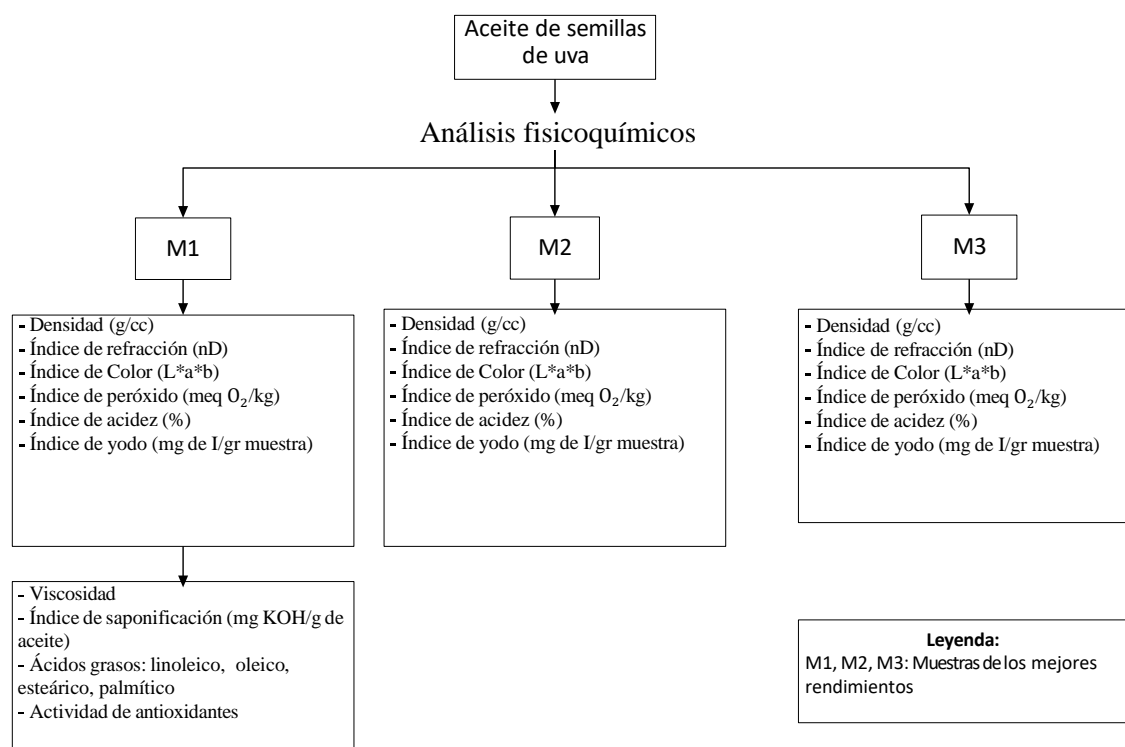 Aceite de semillas
de uva
Análisis fisicoquímicos
M1
M2
M3
- Densidad (g/cc)
- Índice de refracción (nD)
- Índice de Color (L*a*b)
- Índice de peróxido (meq O₂/kg)
- Índice de acidez (%)
- Índice de yodo (mg de I/gr muestra)
- Densidad (g/cc)
- Índice de refracción (nD)
- Índice de Color (L*a*b)
- Índice de peróxido (meq O₂/kg)
- Índice de acidez (%)
- Índice de yodo (mg de I/gr muestra)
- Densidad (g/cc)
- Índice de refracción (nD)
- Índice de Color (L*a*b)
- Índice de peróxido (meq O₂/kg)
- Índice de acidez (%)
- Índice de yodo (mg de I/gr muestra)
- Viscosidad
- Índice de saponificación (mg KOH/g de
aceite)
- Ácidos grasos: linoleico, oleico,
esteárico, palmítico
- Actividad de antioxidantes
Leyenda:
M1, M2, M3: Muestras de los mejores
rendimientos